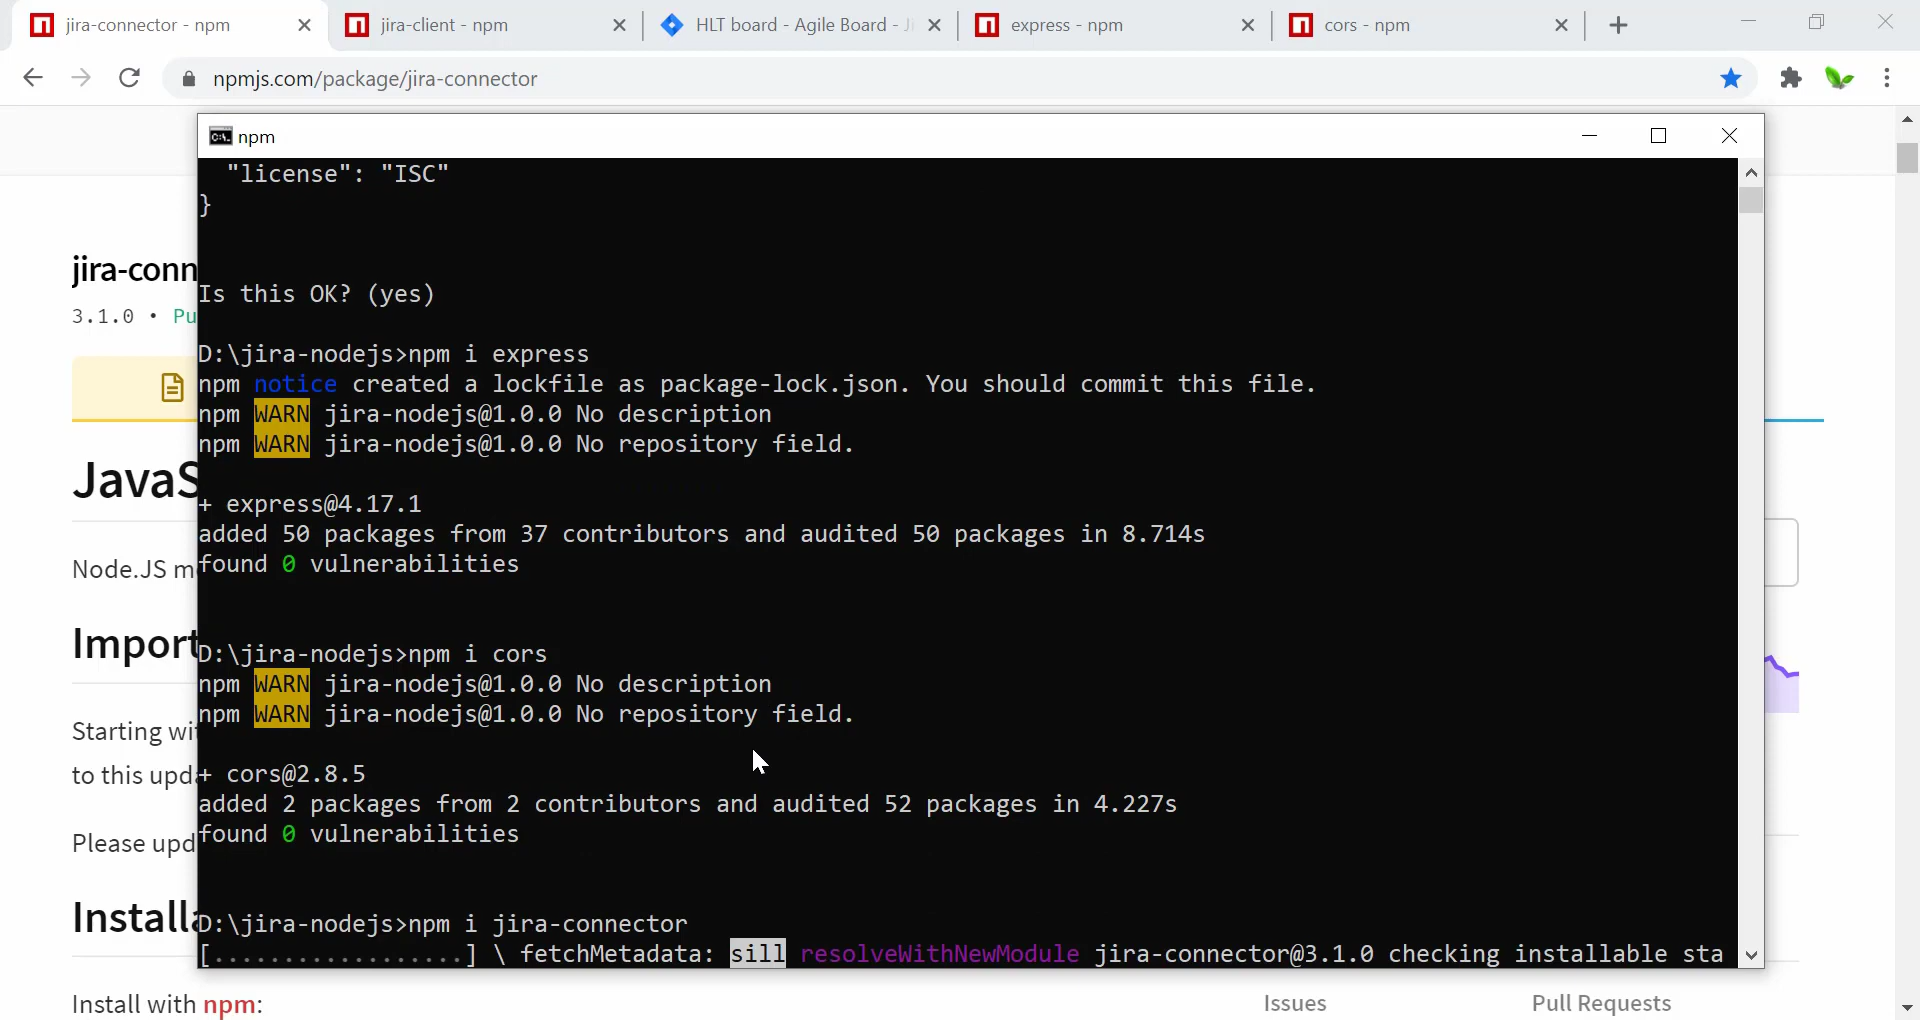 jira-connector - npm
jira-client - npm
HLT board - Agile Board - Ji
express - npm
cors - npm
npmjs.com/package/jira-connector
npm
"license": "ISC"
}
jira-conn
Is this OK? (yes)
3.1.0 • Pu
D:\jira-nodejs>npm i express
npm notice created a lockfile as package-lock.json. You should commit this file.
npm WARN jira-nodejs@1.0.0 No description
npm WARN jira-nodejs@1.0.0 No repository field.
JavaS
+ express@4.17.1
added 50 packages from 37 contributors and audited 50 packages in 8.714s
Node.JS m
found 0 vulnerabilities
Import
D:\jira-nodejs>npm i cors
npm WARN jira-nodejs@1.0.0 No description
npm WARN jira-nodejs@1.0.0 No repository field.
Starting wi
to this upd
+ cors@2.8.5
added 2 packages from 2 contributors and audited 52 packages in 4.227s
Please upd
found 0 vulnerabilities
Installa
D:\jira-nodejs>npm i jira-connector
[..................] \ fetchMetadata: sill resolveWithNewModule jira-connector@3.1.0 checking installable sta
Install with npm:
Issues
Pull Requests